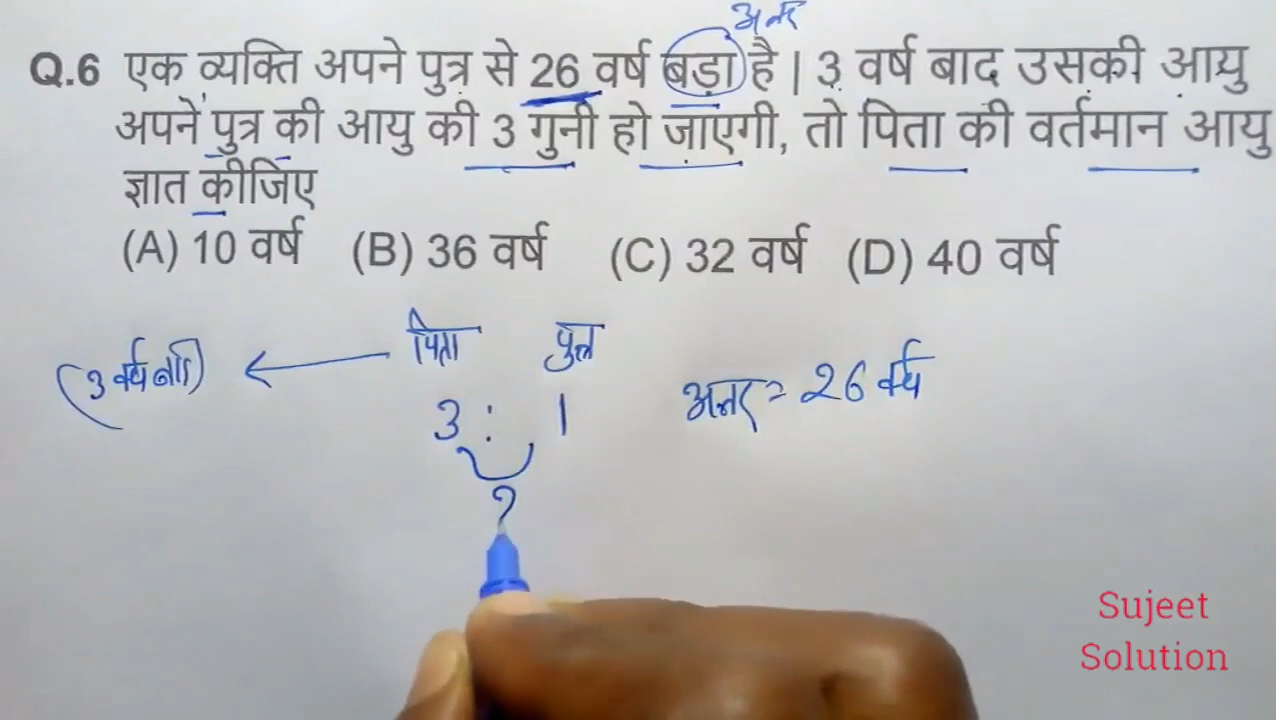 अन्तर
Q.6 एक व्यक्ति अपने पुत्र से 26 वर्ष बड़ा है | 3 वर्ष बाद उसकी आयु
अपने पुत्र की आयु की 3 गुनी हो जाएगी, तो पिता की वर्तमान आयु
ज्ञात कीजिए
(A) 10 वर्ष (B) 36 वर्ष (C) 32 वर्ष (D) 40 वर्ष
(3 वर्ष बाद) पिता पुत्र
3 : 1 अन्तर = 26 वर्ष
2
Sujeet
Solution